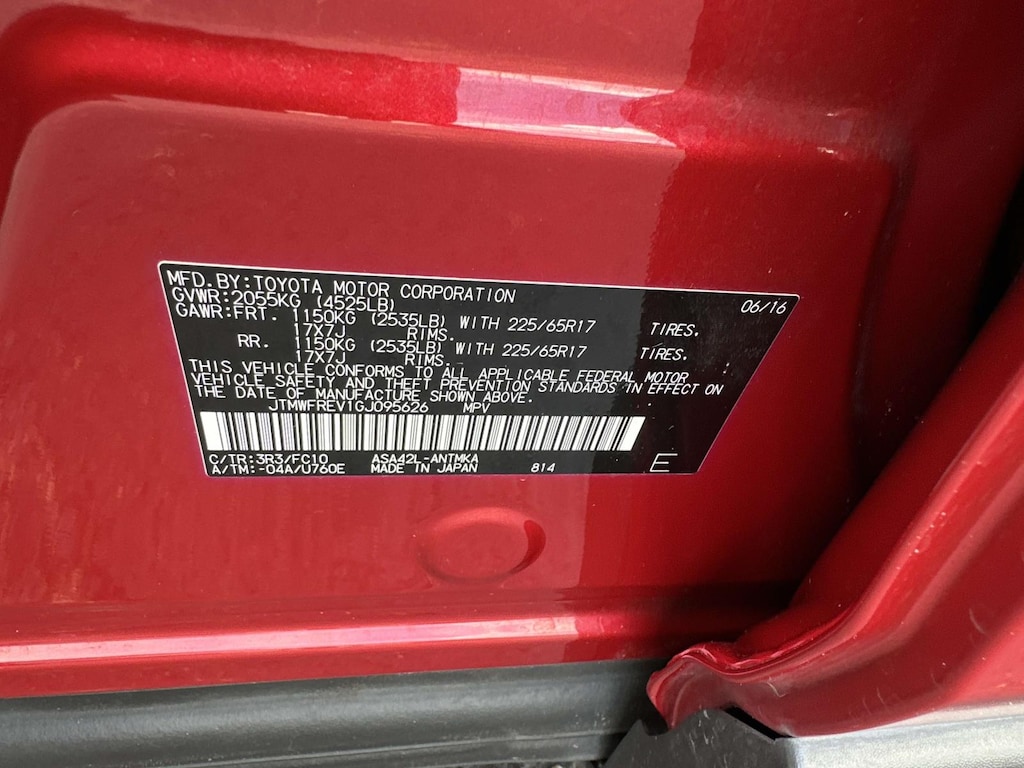 MFD. BY: TOYOTA MOTOR CORPORATION 06/16
GVWR: 2055KG (4525LB)
GAWR: FRT. 1150KG (2535LB) WITH 225/65R17 TIRES.
17X7J RIMS.
RR. 1150KG (2535LB) WITH 225/65R17 TIRES.
17X7J RIMS.
THIS VEHICLE CONFORMS TO ALL APPLICABLE FEDERAL MOTOR
VEHICLE SAFETY AND THEFT PREVENTION STANDARDS IN EFFECT ON
THE DATE OF MANUFACTURE SHOWN ABOVE.
JTMWFREV1GJ095626 MPV
C/TR: 3R3/FC10 ASA42L-ANTMKA
A/TM: -04A/U760E MADE IN JAPAN 814 E